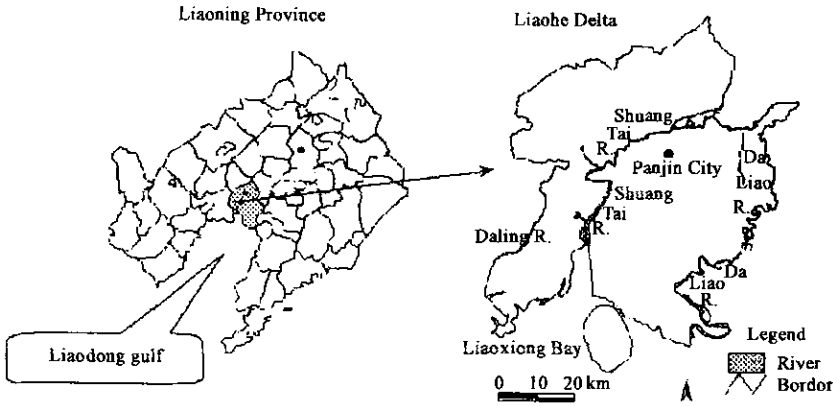 Liaoning Province
Liaodong gulf
Liaohe Delta
Shuang
Tai
R.
Panjin City
Da
Liao
R.
Shuang
Tai
R.
Daling R.
Da
Liao
R.
Liaoxiong Bay
0 10 20 km
Legend
River
Bordor